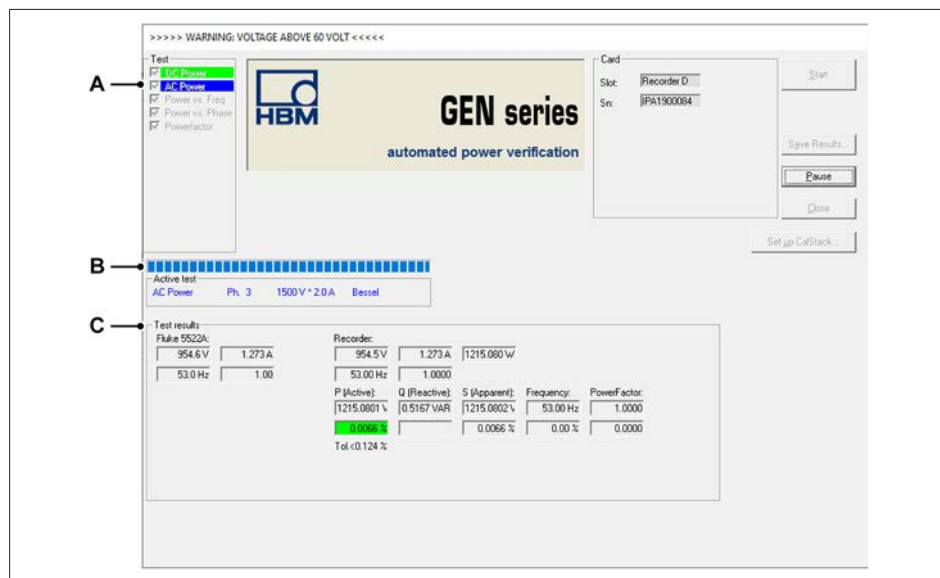 >>>>> WARNING: VOLTAGE ABOVE 60 VOLT <<<<<
Test
DC Power
AC Power
Power vs. Freq
Power vs. Phase
Powerfactor
A
HBM
GEN series
automated power verification
Card
Slot: Recorder D
Sn: IPA1900084
Start
Save Results...
Pause
Close
Set up CalStack...
B
Active test
AC Power Ph. 3 1500 V * 2.0 A Bessel
C
Test results
Fluke 5522A: Recorder:
954.6 V 1.273 A 954.5 V 1.273 A 1215.080 W
53.0 Hz 1.00 53.00 Hz 1.0000
P (Active): Q (Reactive): S (Apparent): Frequency: PowerFactor:
1215.0801 V 0.5167 VAR 1215.0802 V 53.00 Hz 1.0000
0.0066 % 0.0066 % 0.00 % 0.0000
Tol.<0.124 %